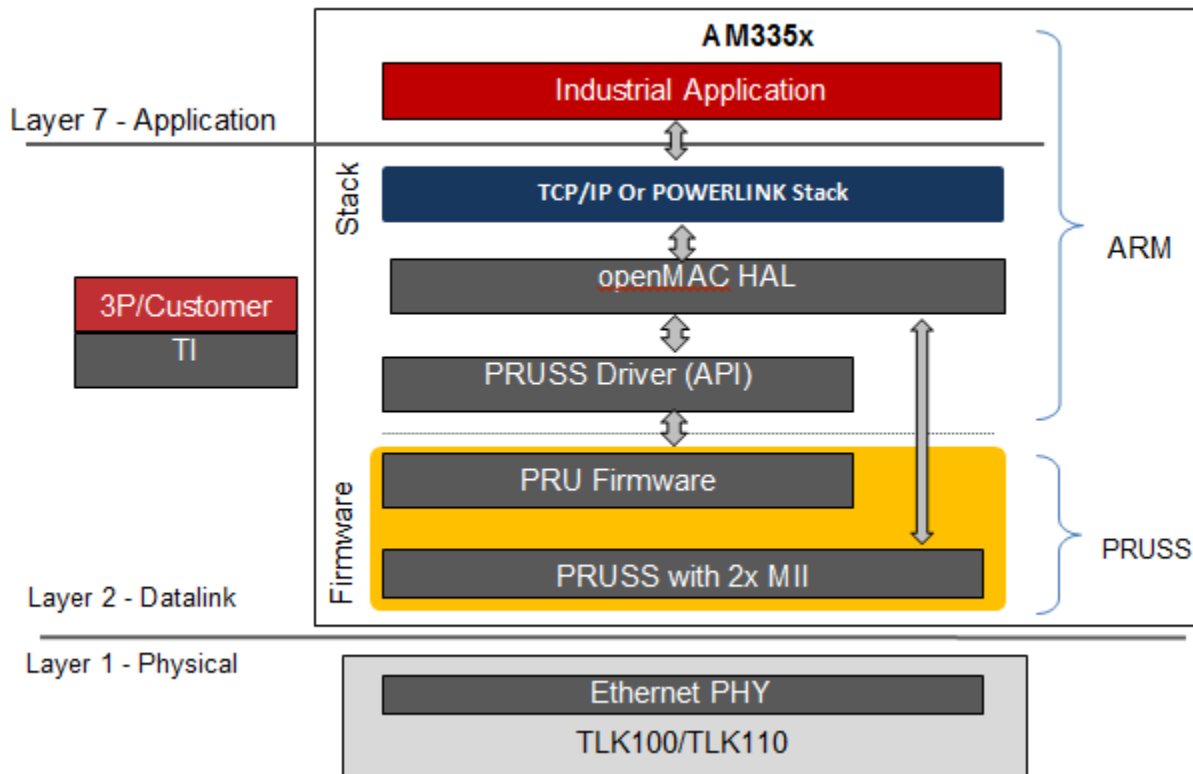 AM335x
Industrial Application
Layer 7 - Application
Stack
TCP/IP Or POWERLINK Stack
ARM
openMAC HAL
3P/Customer
TI
PRUSS Driver (API)
Firmware
PRU Firmware
PRUSS
PRUSS with 2x MII
Layer 2 - Datalink
Layer 1 - Physical
Ethernet PHY
TLK100/TLK110